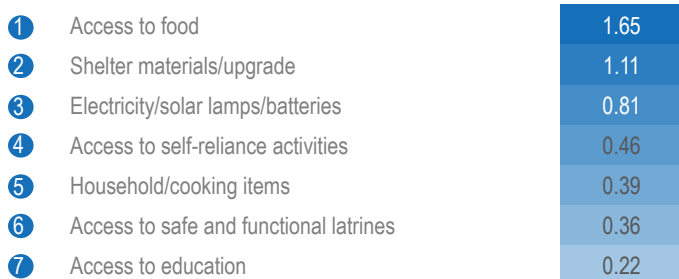 1 Access to food 1.65
2 Shelter materials/upgrade 1.11
3 Electricity/solar lamps/batteries 0.81
4 Access to self-reliance activities 0.46
5 Household/cooking items 0.39
6 Access to safe and functional latrines 0.36
7 Access to education 0.22